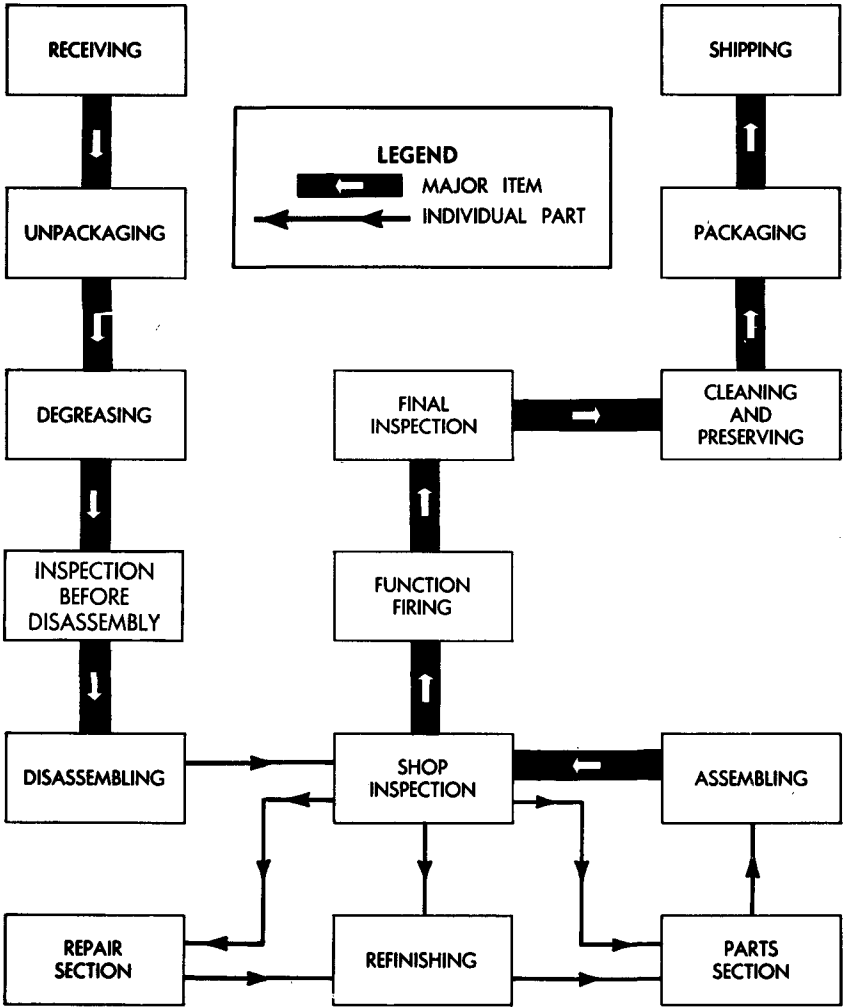 RECEIVING
SHIPPING
LEGEND
MAJOR ITEM
INDIVIDUAL PART
UNPACKAGING
PACKAGING
DEGREASING
FINAL
INSPECTION
CLEANING
AND
PRESERVING
INSPECTION
BEFORE
DISASSEMBLY
FUNCTION
FIRING
DISASSEMBLING
SHOP
INSPECTION
ASSEMBLING
REPAIR
SECTION
REFINISHING
PARTS
SECTION